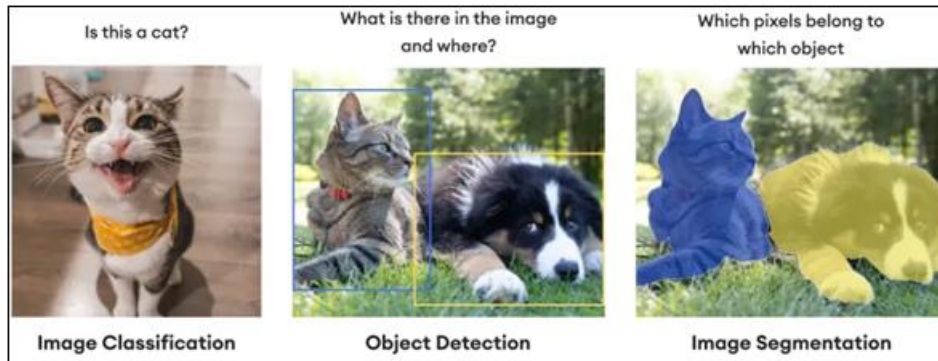 Is this a cat?
What is there in the image
and where?
Which pixels belong to
which object
Image Classification
Object Detection
Image Segmentation